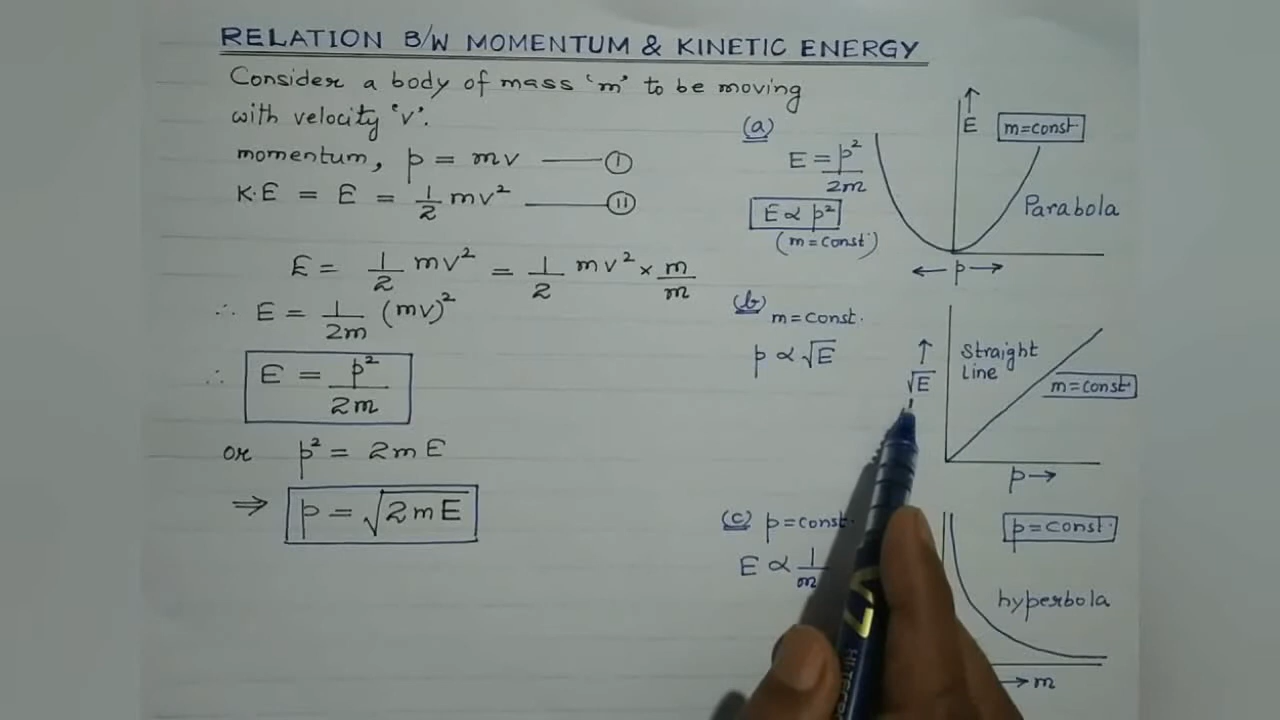 RELATION B/W MOMENTUM & KINETIC ENERGY
Consider a body of mass 'm' to be moving
with velocity 'v'.
momentum, p = mv —— (I)
K.E = E = 1/2 mv² —— (II)
E = 1/2 mv² = 1/2 mv² × m/m
∴ E = 1/2m (mv)²
∴ E = p²/2m
or p² = 2mE
⇒ p = √2mE
(a)
E = p²/2m
E ∝ p²
(m=const)
↑
E
m=const.
Parabola
← p →
(b)
m=const.
p ∝ √E
↑
√E
Straight
Line
m=const.
p →
(c) p=const.
E ∝ 1/m
p=const.
hyperbola
→ m
V7